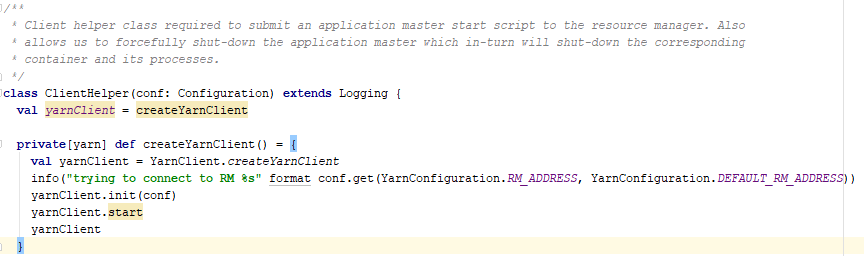 /**
 * Client helper class required to submit an application master start script to the resource manager. Also
 * allows us to forcefully shut-down the application master which in-turn will shut-down the corresponding
 * container and its processes.
 */
class ClientHelper(conf: Configuration) extends Logging {
  val yarnClient = createYarnClient
  private[yarn] def createYarnClient() = {
    val yarnClient = YarnClient.createYarnClient
    info("trying to connect to RM %s" format conf.get(YarnConfiguration.RM_ADDRESS, YarnConfiguration.DEFAULT_RM_ADDRESS))
    yarnClient.init(conf)
    yarnClient.start
    yarnClient
  }